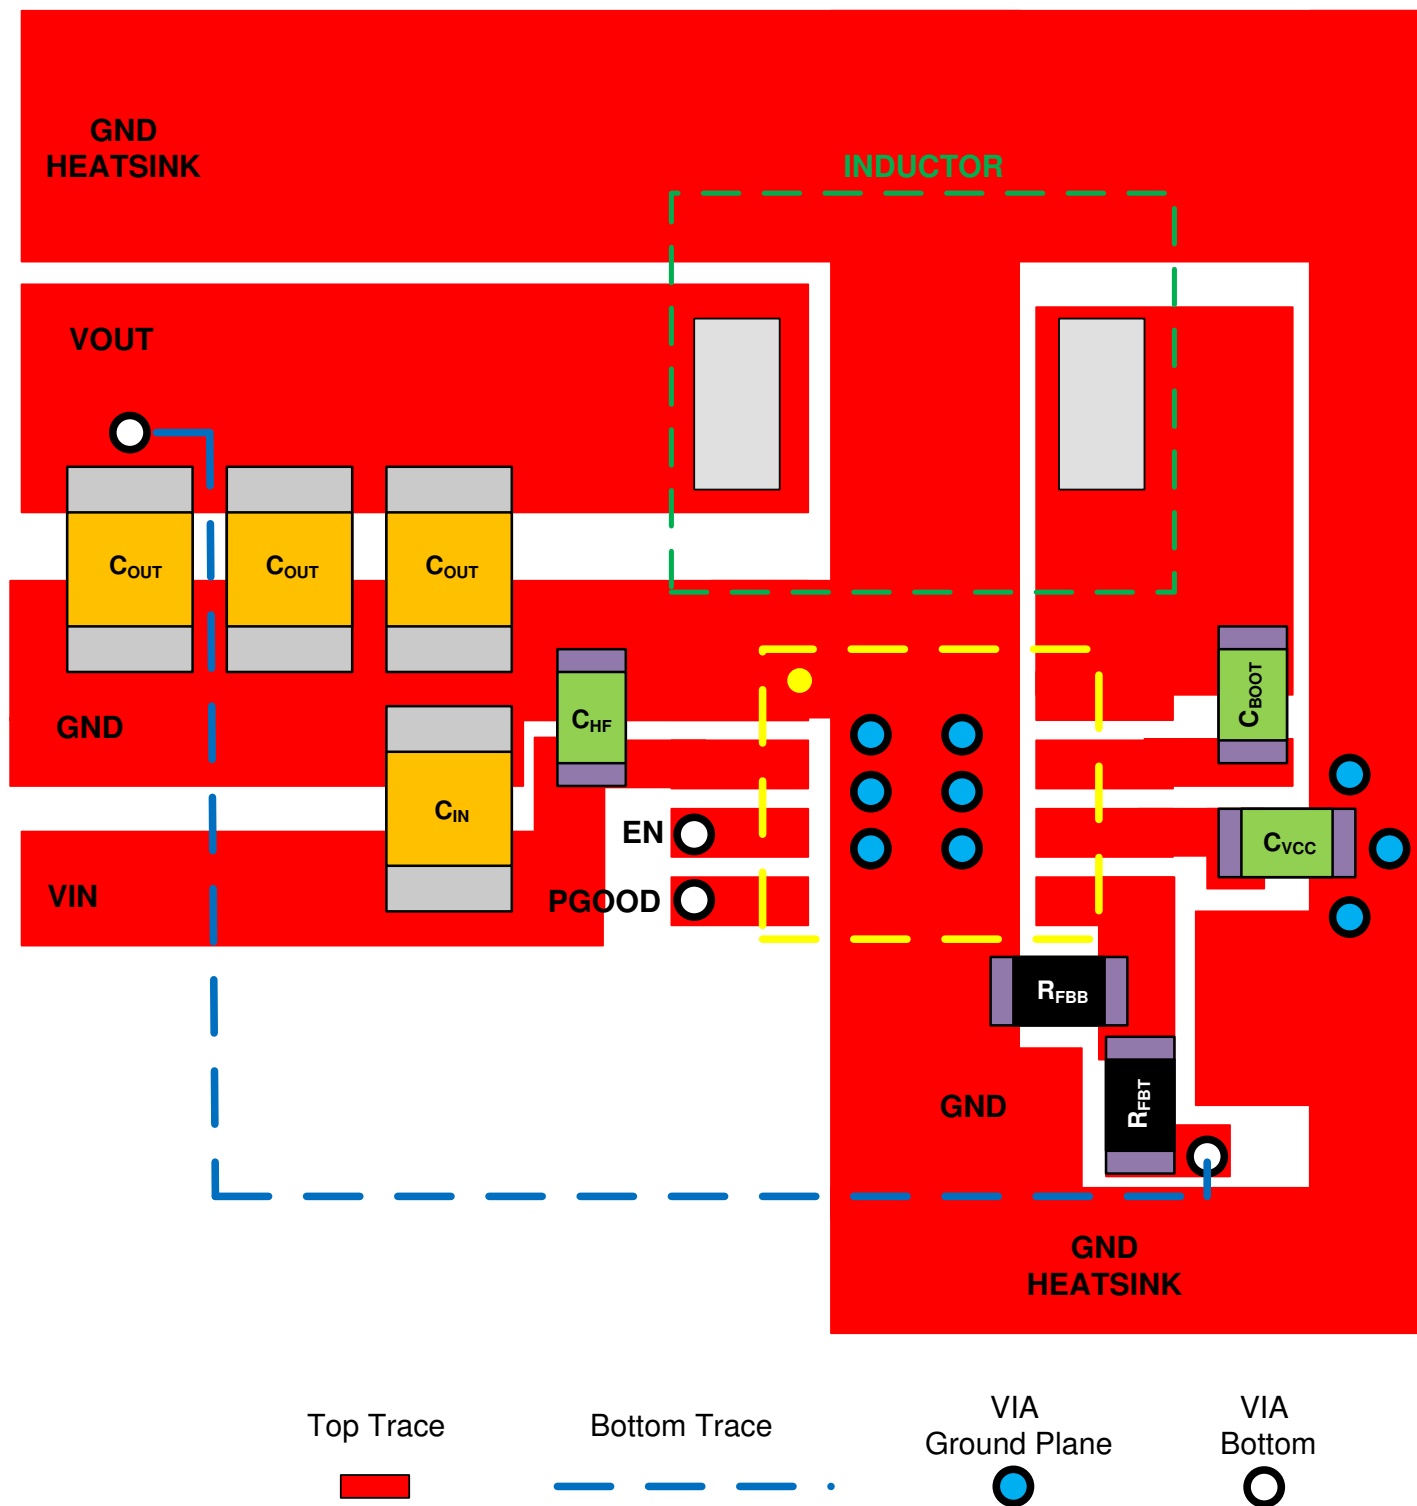 GND
HEATSINK
INDUCTOR
VOUT
COUT
COUT
COUT
CBOOT
GND
CHF
CIN
EN
CVCC
VIN
PGOOD
RFBB
GND
RFBT
GND
HEATSINK
Top Trace
Bottom Trace
VIA
Ground Plane
VIA
Bottom